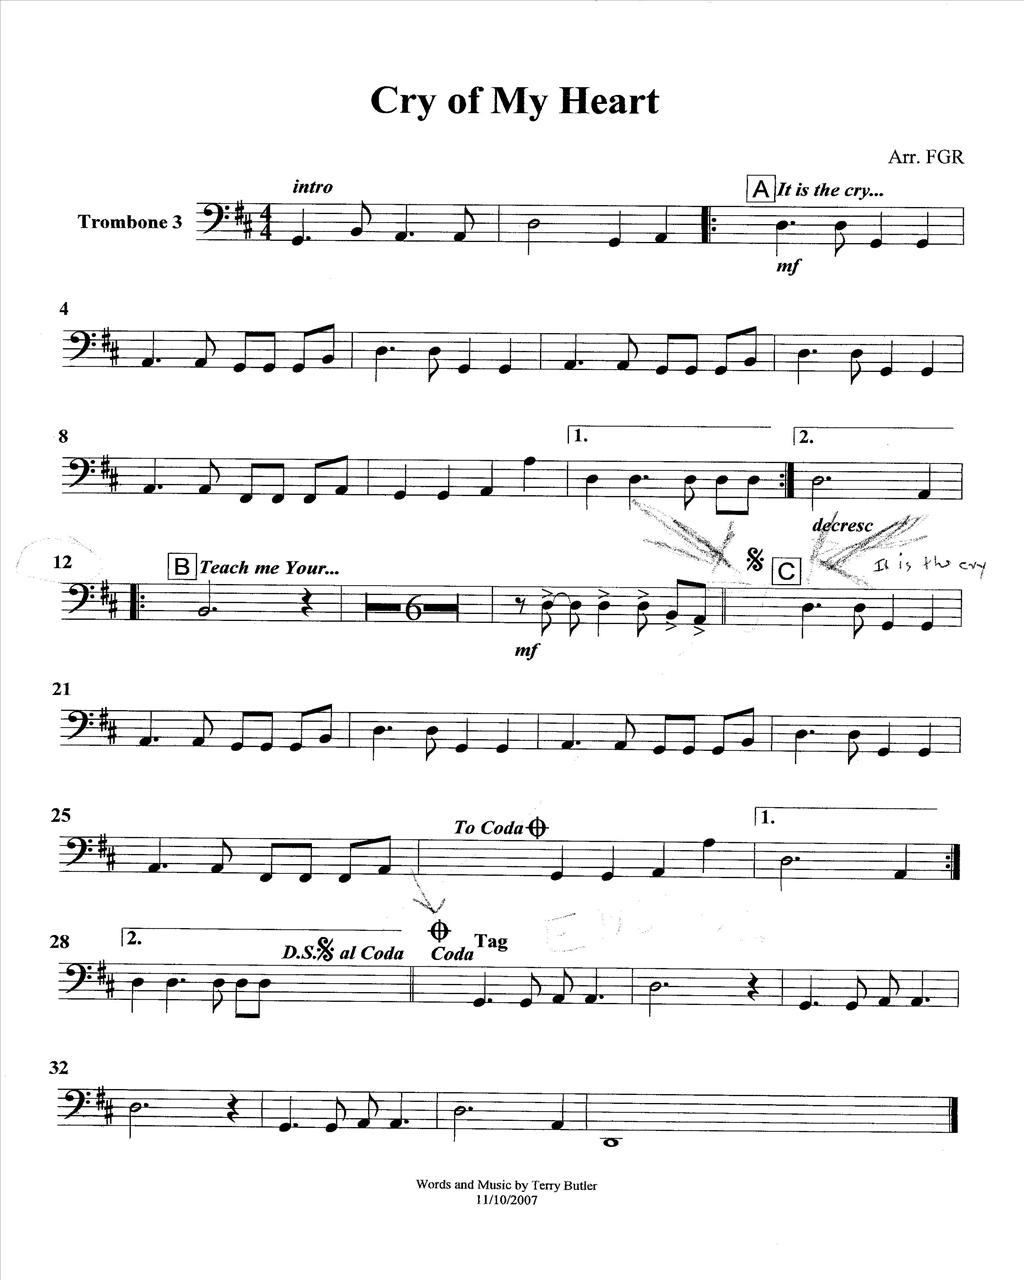 Cry of My Heart
Arr. FGR
intro
A It is the cry...
Trombone 3
4
4
mf
4
8
1.
2.
decresc
12
B Teach me Your...
C
It is the cry
6
mf
21
25
To Coda
1.
28
2.
D.S. al Coda
Coda
Tag
32
Words and Music by Terry Butler
11/10/2007